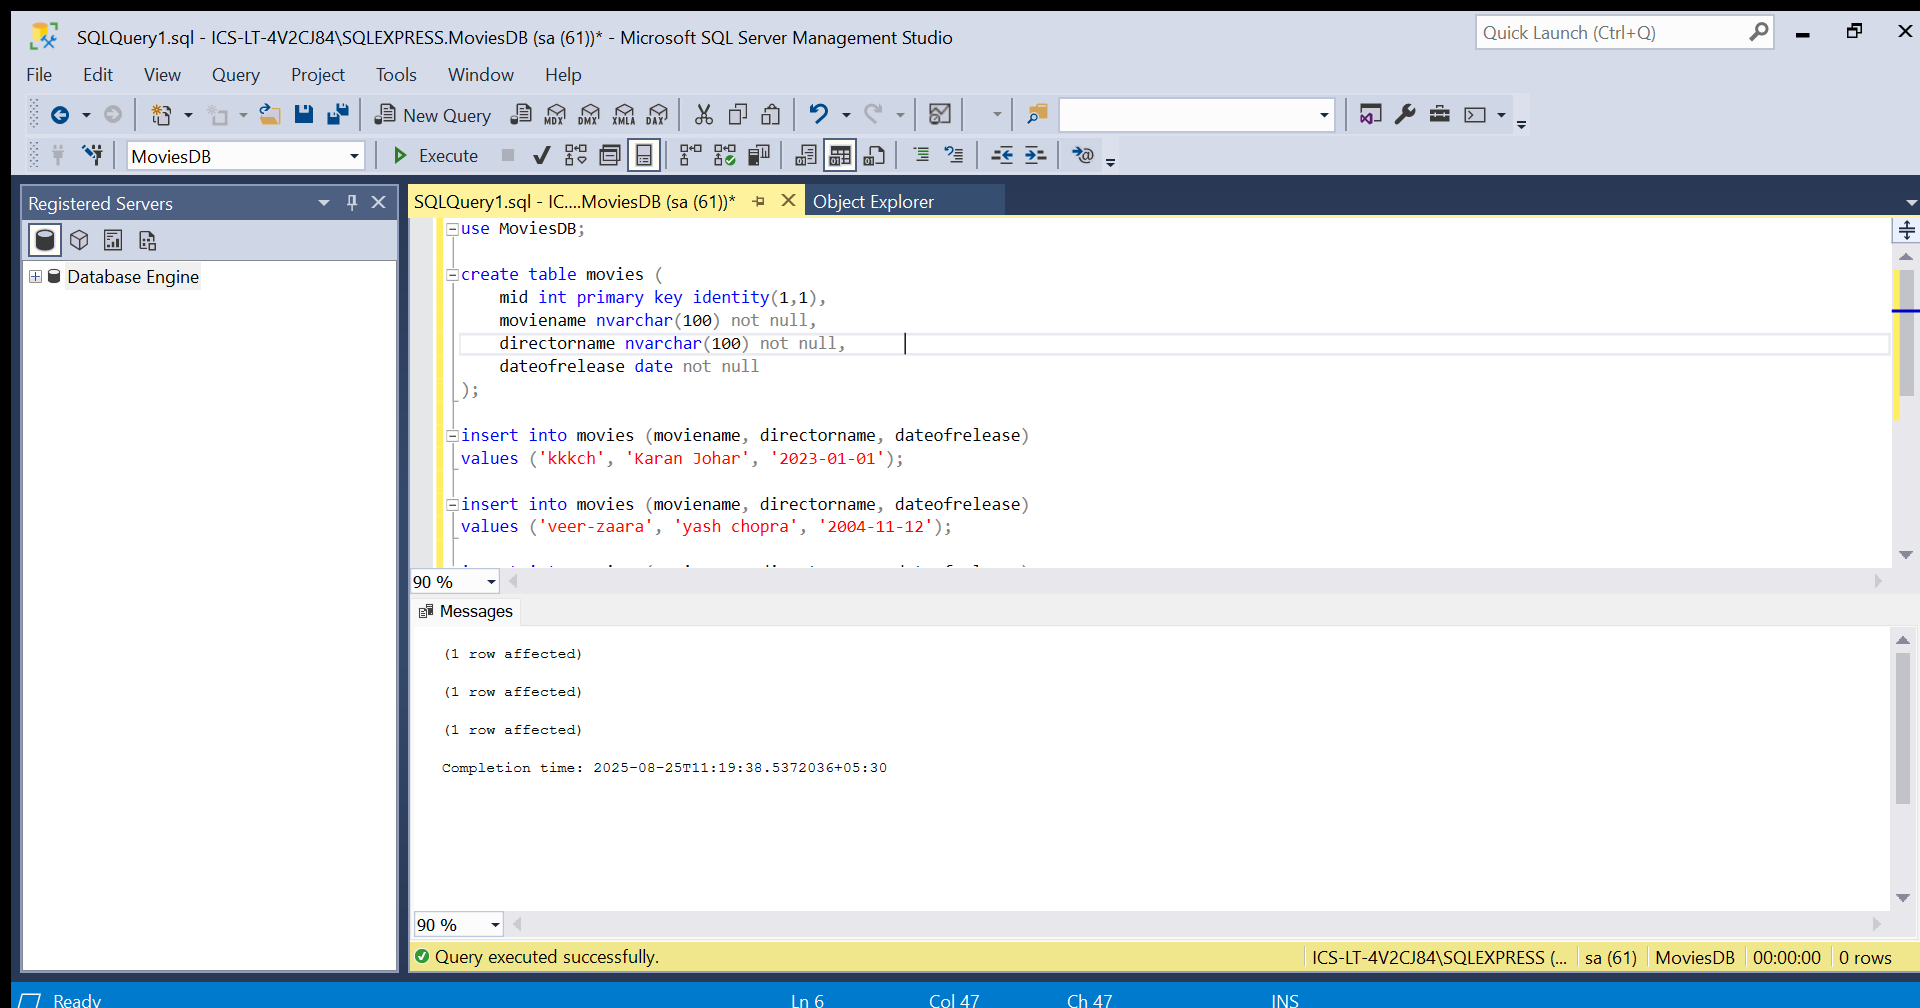 SQLQuery1.sql - ICS-LT-4V2CJ84\SQLEXPRESS.MoviesDB (sa (61))* - Microsoft SQL Server Management Studio
Quick Launch (Ctrl+Q)
File Edit View Query Project Tools Window Help
New Query MDX DMX XMLA DAX
MoviesDB Execute
Registered Servers
SQLQuery1.sql - IC....MoviesDB (sa (61))* Object Explorer
Database Engine
use MoviesDB;
create table movies (
mid int primary key identity(1,1),
moviename nvarchar(100) not null,
directorname nvarchar(100) not null,
dateofrelease date not null
);
insert into movies (moviename, directorname, dateofrelease)
values ('kkkch', 'Karan Johar', '2023-01-01');
insert into movies (moviename, directorname, dateofrelease)
values ('veer-zaara', 'yash chopra', '2004-11-12');
90 %
Messages
(1 row affected)
(1 row affected)
(1 row affected)
Completion time: 2025-08-25T11:19:38.5372036+05:30
90 %
Query executed successfully. ICS-LT-4V2CJ84\SQLEXPRESS (... sa (61) MoviesDB 00:00:00 0 rows
Ready Ln 6 Col 47 Ch 47 INS